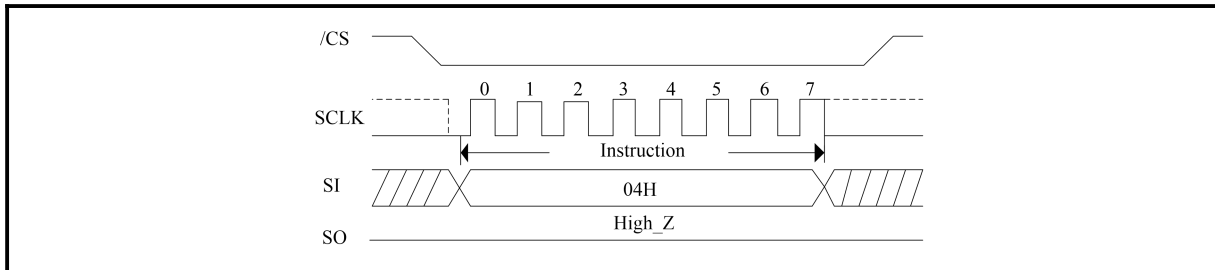 /CS
0 1 2 3 4 5 6 7
SCLK
Instruction
SI
04H
High_Z
SO